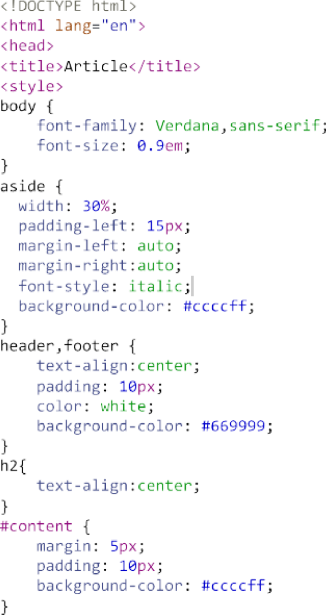 <!DOCTYPE html>
<html lang="en">
<head>
<title>Article</title>
<style>
body {
    font-family: Verdana,sans-serif;
    font-size: 0.9em;
}
aside {
  width: 30%;
  padding-left: 15px;
  margin-left: auto;
  margin-right:auto;
  font-style: italic;
  background-color: #ccccff;
}
header,footer {
    text-align:center;
    padding: 10px;
    color: white;
    background-color: #669999;
}
h2{
    text-align:center;
}
#content {
    margin: 5px;
    padding: 10px;
    background-color: #ccccff;
}